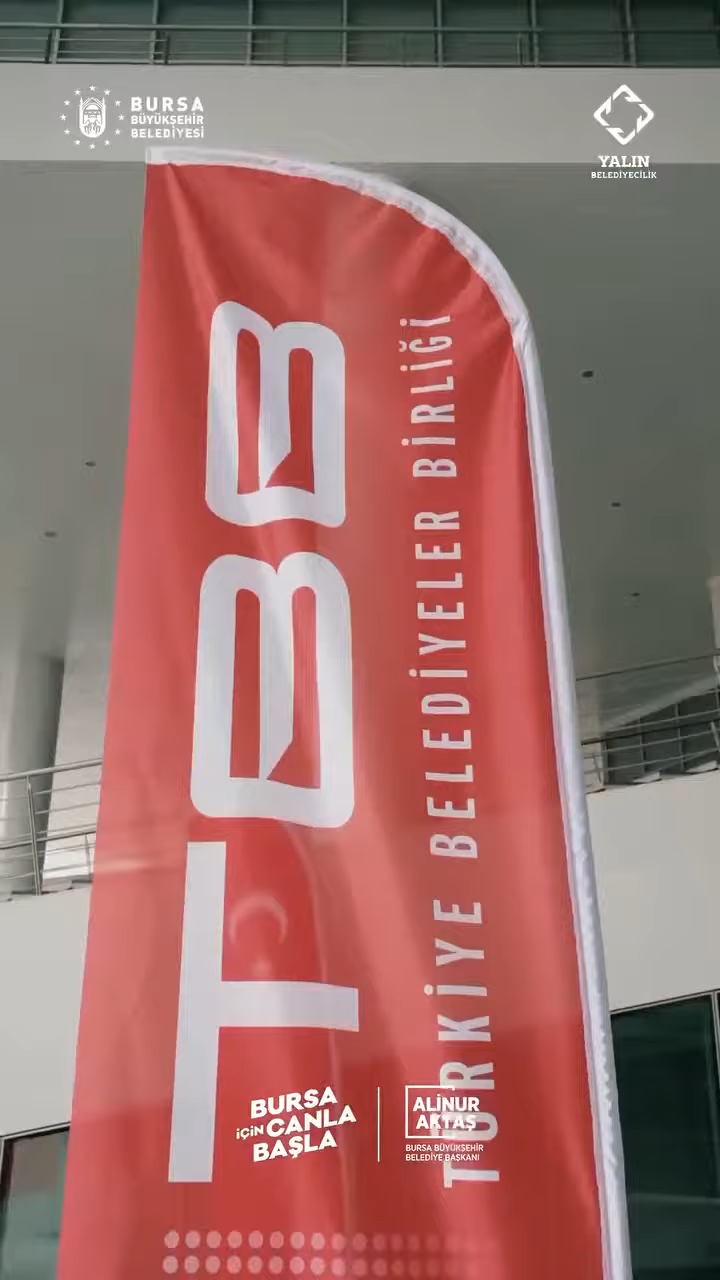 BURSA
BÜYÜKŞEHİR
BELEDİYESİ
YALIN
BELEDİYECİLİK
TBB
TÜRKİYE BELEDİYELER BİRLİĞİ
BURSA
için CANLA
BAŞLA
ALİNUR
AKTAŞ
BURSA BÜYÜKŞEHİR
BELEDİYE BAŞKANI